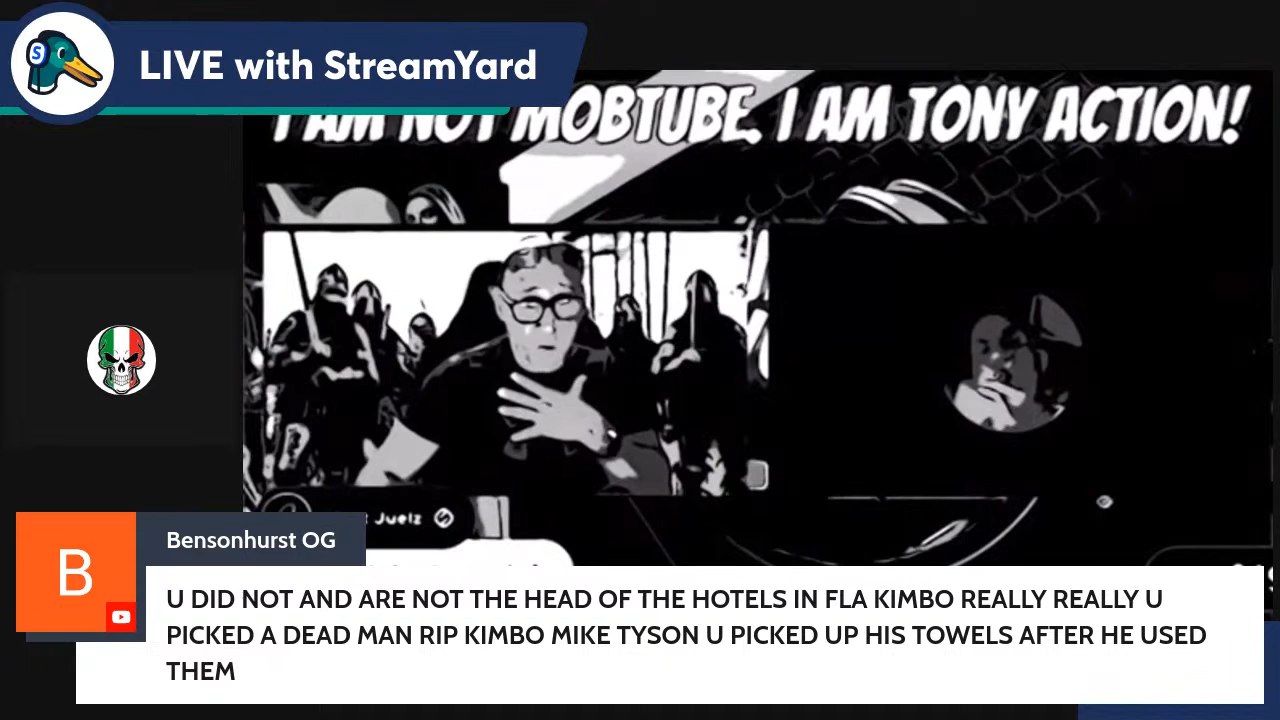 S
LIVE with StreamYard
I AM NOT MOBTUBE. I AM TONY ACTION!
Juelz
B
Bensonhurst OG
U DID NOT AND ARE NOT THE HEAD OF THE HOTELS IN FLA KIMBO REALLY REALLY U
PICKED A DEAD MAN RIP KIMBO MIKE TYSON U PICKED UP HIS TOWELS AFTER HE USED
THEM